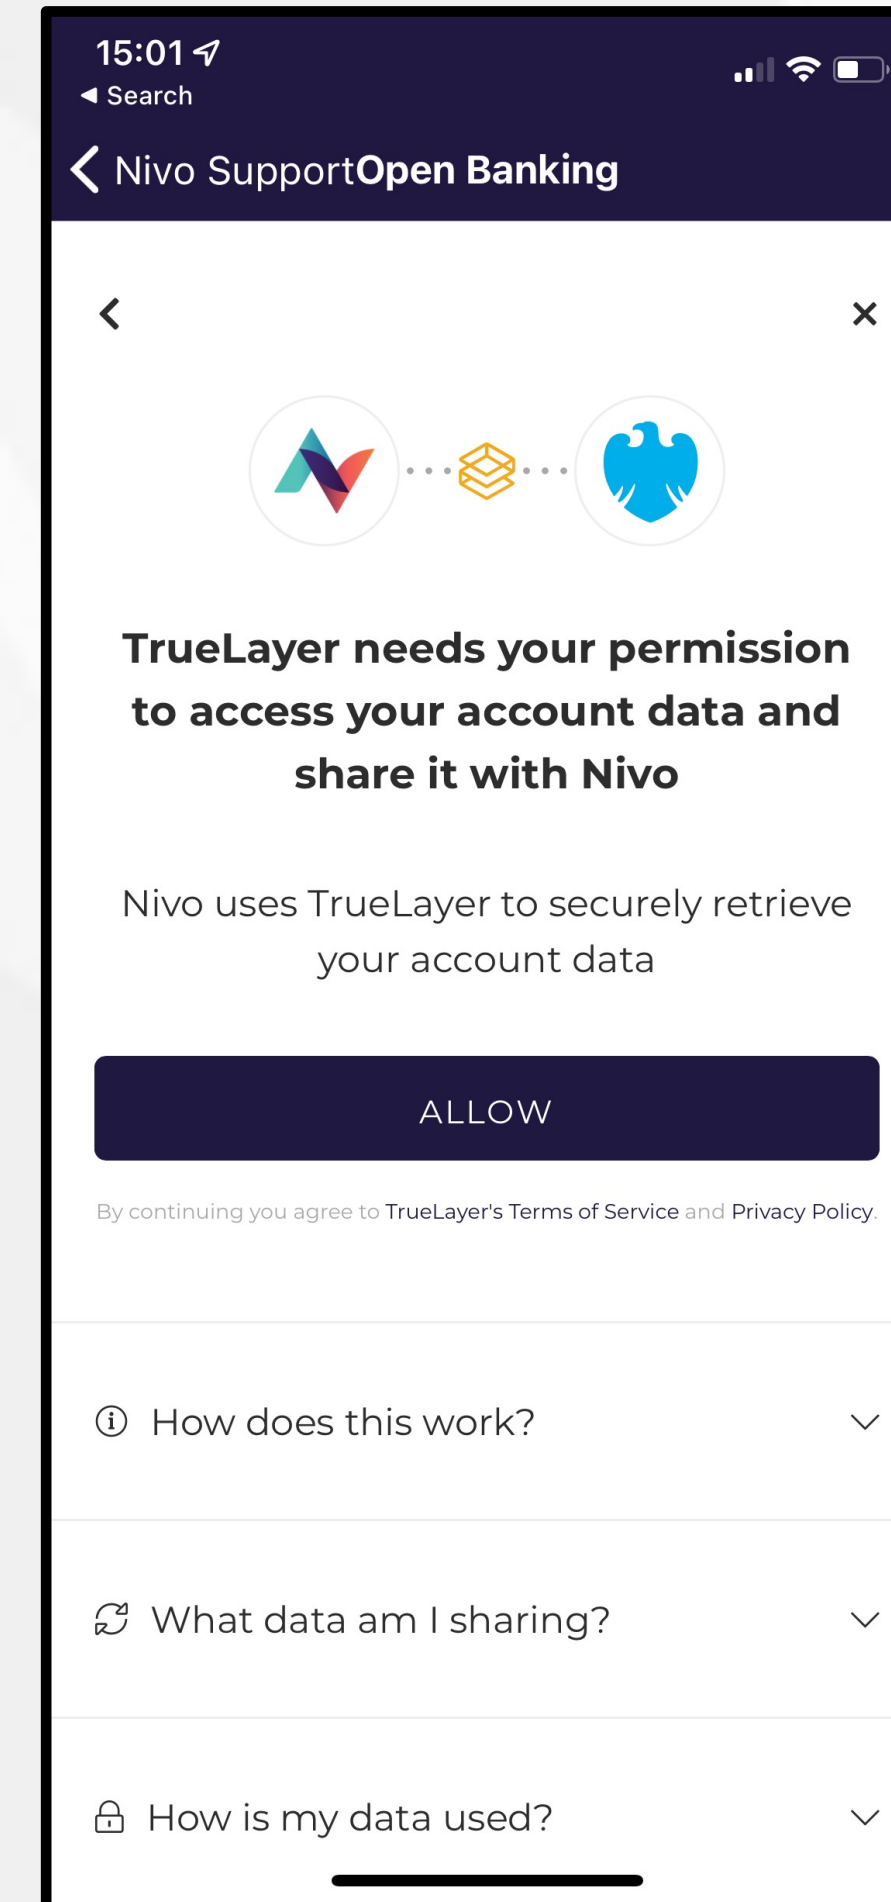 15:01
Search
Nivo Support Open Banking
TrueLayer needs your permission
to access your account data and
share it with Nivo
Nivo uses TrueLayer to securely retrieve
your account data
ALLOW
By continuing you agree to TrueLayer's Terms of Service and Privacy Policy.
How does this work?
What data am I sharing?
How is my data used?